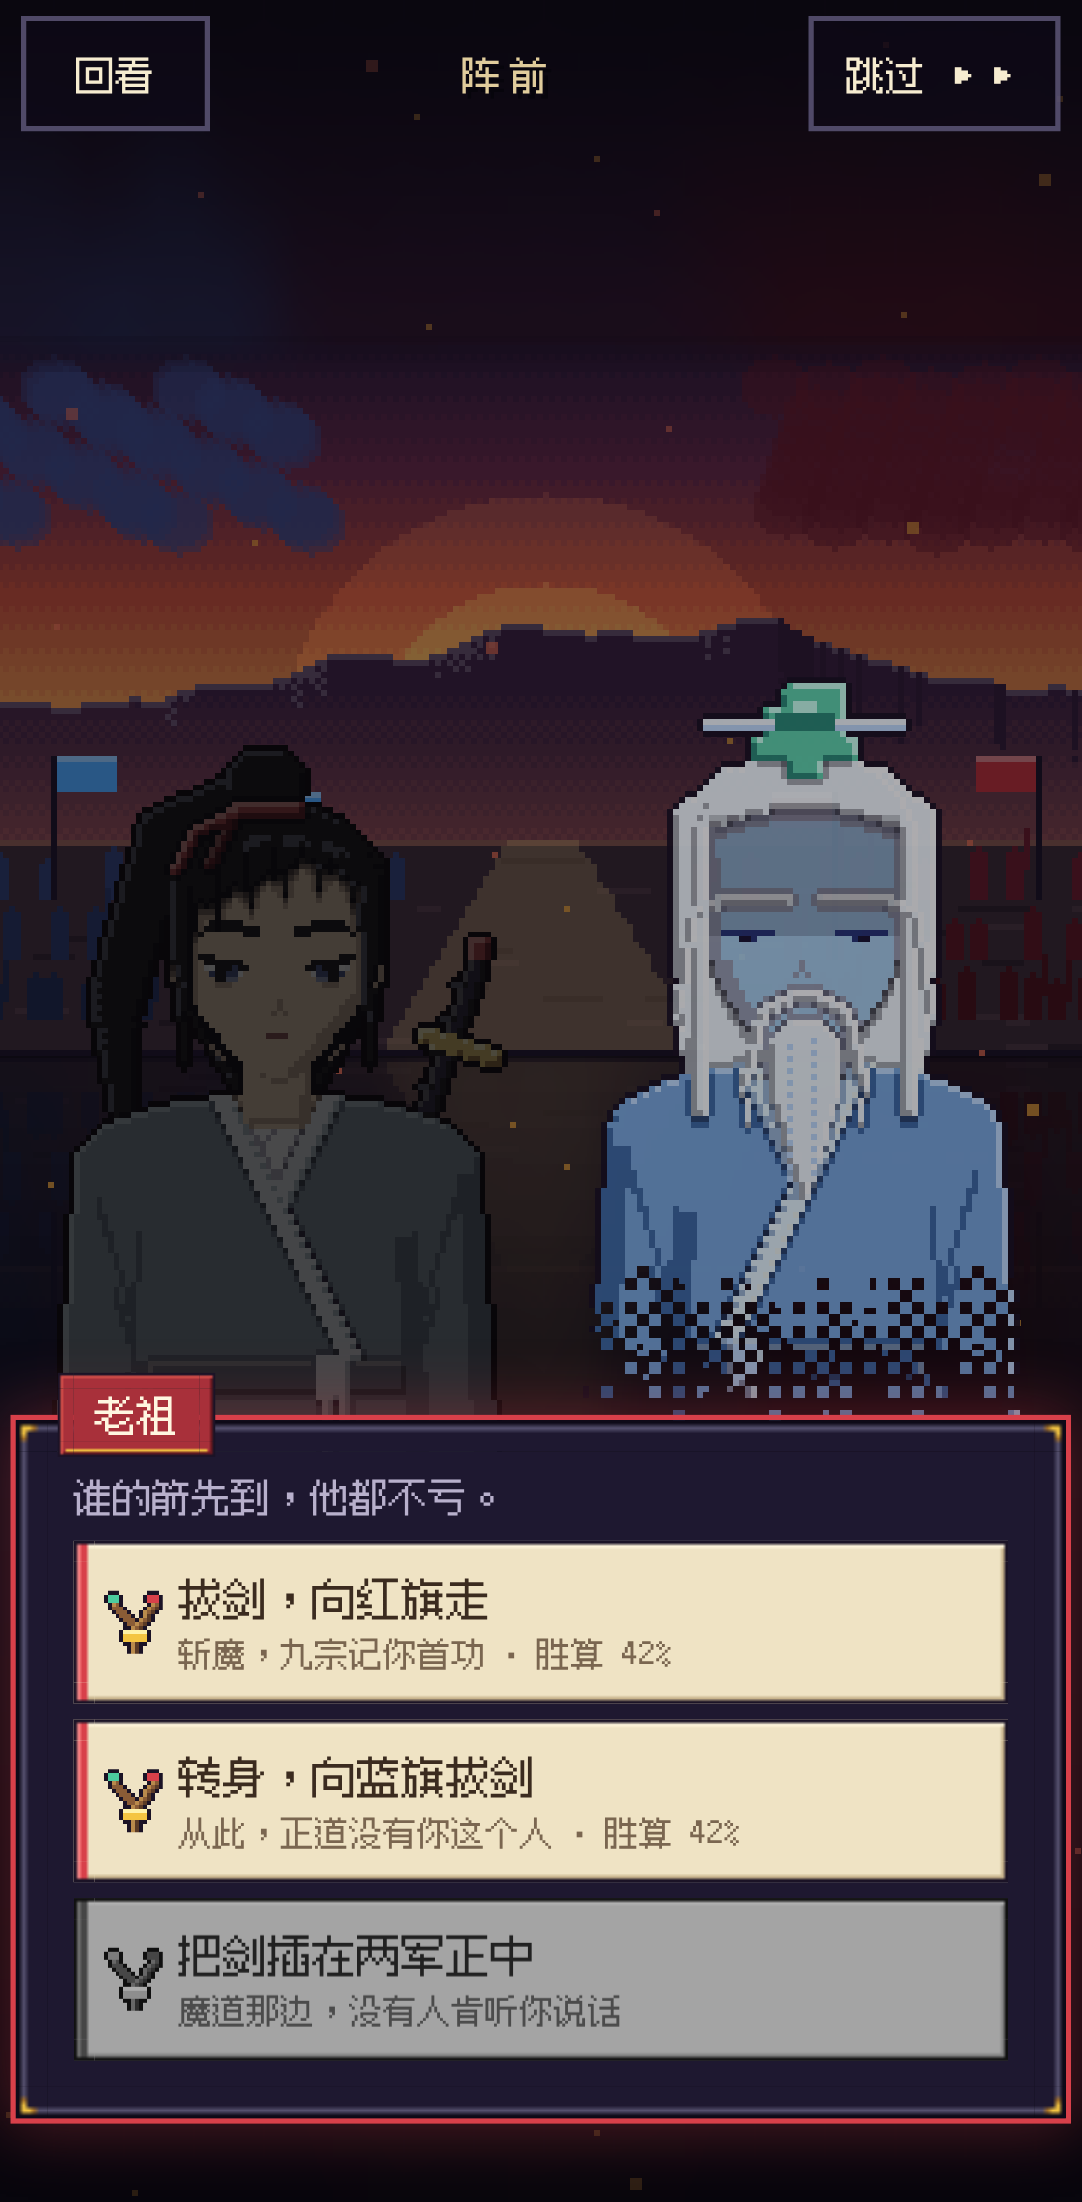 回看
阵前
跳过 ▶ ▶
老祖
谁的箭先到，他都不亏。
拔剑，向红旗走
斩魔，九宗记你首功 · 胜算 42%
转身，向蓝旗拔剑
从此，正道没有你这个人 · 胜算 42%
把剑插在两军正中
魔道那边，没有人肯听你说话